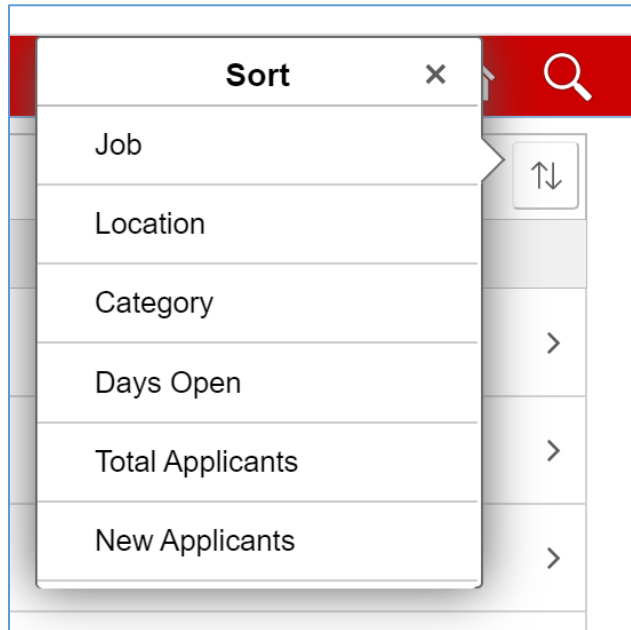 Sort
Job
Location
Category
Days Open
Total Applicants
New Applicants